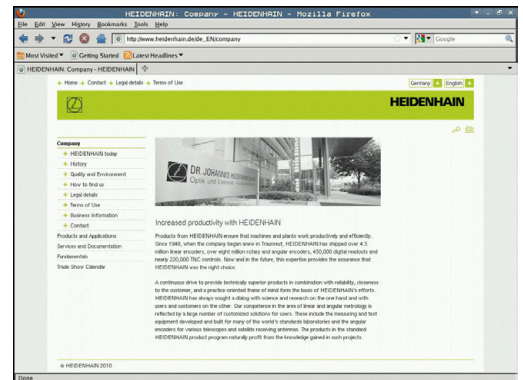 HEIDENHAIN: Company - HEIDENHAIN - Mozilla Firefox
File Edit View History Bookmarks Tools Help
http://www.heidenhain.de/de_EN/company
Google
Most Visited Getting Started Latest Headlines
HEIDENHAIN: Company - HEIDENHAIN
Home Contact Legal details Terms of Use
Germany English
HEIDENHAIN
Company
HEIDENHAIN today
History
Quality and Environment
How to find us
Legal details
Terms of Use
Business Information
Contact
Products and Applications
Services and Documentation
Fundamentals
Trade Show Calendar
DR. JOHANNES HEIDENHAIN
Optik und Elektronik
Increased productivity with HEIDENHAIN
Products from HEIDENHAIN ensure that machines and plants work productively and efficiently.
Since 1948, when the company began anew in Traunreut, HEIDENHAIN has shipped over 4.5
million linear encoders, over eight million rotary and angular encoders, 450,000 digital readouts and
nearly 220,000 TNC controls. Now and in the future, this expertise provides the assurance that
HEIDENHAIN was the right choice.
A continuous drive to provide technically superior products in combination with reliability, closeness
to the customer, and a practice oriented frame of mind form the basis of HEIDENHAIN's efforts.
HEIDENHAIN has always sought a dialog with science and research on the one hand and with
users and customers on the other. Our competence in the area of linear and angular metrology is
reflected by a large number of customized solutions for users. These include the measuring and test
equipment developed and built for many of the world's standards laboratories and the angular
encoders for various telescopes and satellite receiving antennas. The products in the standard
HEIDENHAIN product program naturally profit from the knowledge gained in such projects.
© HEIDENHAIN 2010
Done